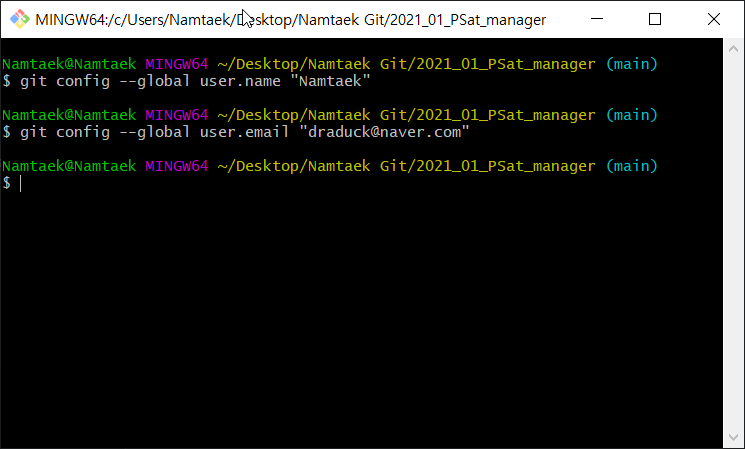 MINGW64:/c/Users/Namtaek/Desktop/Namtaek Git/2021_01_PSat_manager
Namtaek@Namtaek MINGW64 ~/Desktop/Namtaek Git/2021_01_PSat_manager (main)
$ git config --global user.name "Namtaek"
Namtaek@Namtaek MINGW64 ~/Desktop/Namtaek Git/2021_01_PSat_manager (main)
$ git config --global user.email "draduck@naver.com"
Namtaek@Namtaek MINGW64 ~/Desktop/Namtaek Git/2021_01_PSat_manager (main)
$